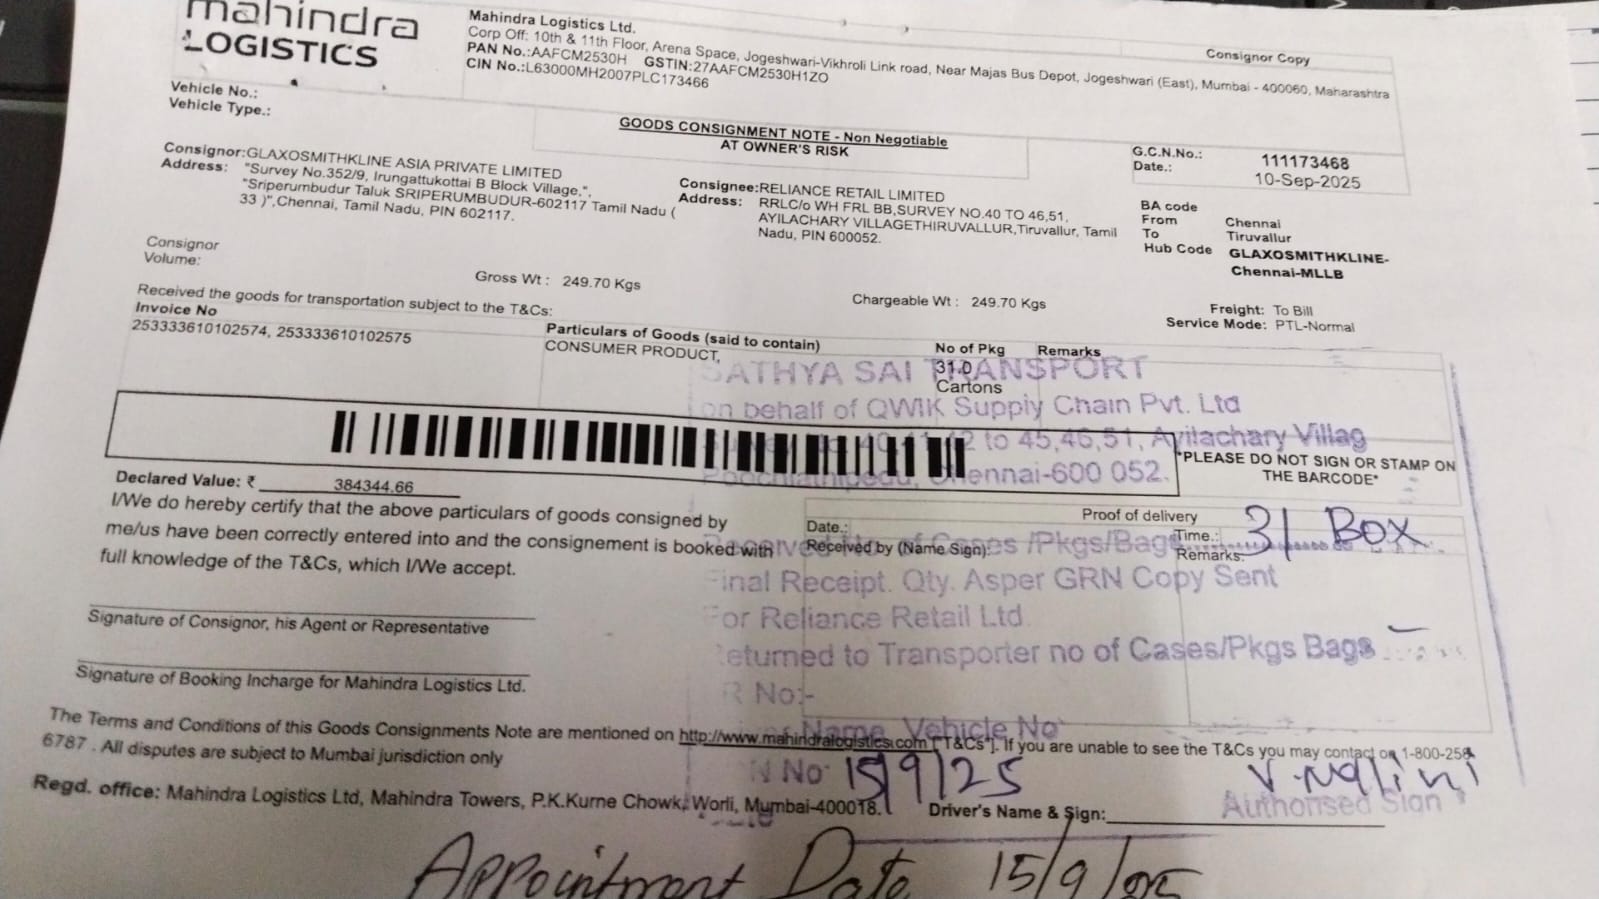 mahindra
LOGISTICS
Mahindra Logistics Ltd.
Corp Off: 10th & 11th Floor, Arena Space, Jogeshwari-Vikhroli Link road, Near Majas Bus Depot, Jogeshwari (East), Mumbai - 400060, Maharashtra
PAN No.:AAFCM2530H GSTIN:27AAFCM2530H1ZO
CIN No.:L63000MH2007PLC173466
Consignor Copy
Vehicle No.:
Vehicle Type.:
GOODS CONSIGNMENT NOTE - Non Negotiable
AT OWNER'S RISK
G.C.N.No.: 111173468
Date.: 10-Sep-2025
Consignor:GLAXOSMITHKLINE ASIA PRIVATE LIMITED
Address: "Survey No.352/9, Irungattukottai B Block Village,",
"Sriperumbudur Taluk SRIPERUMBUDUR-602117 Tamil Nadu (
33 )",Chennai, Tamil Nadu, PIN 602117.
Consignee:RELIANCE RETAIL LIMITED
Address: RRLC/o WH FRL BB,SURVEY NO.40 TO 46,51,
AYILACHARY VILLAGETHIRUVALLUR,Tiruvallur, Tamil
Nadu, PIN 600052.
BA code
From Chennai
To Tiruvallur
Hub Code GLAXOSMITHKLINE-
Chennai-MLLB
Consignor
Volume:
Gross Wt : 249.70 Kgs
Chargeable Wt : 249.70 Kgs
Freight: To Bill
Service Mode: PTL-Normal
Received the goods for transportation subject to the T&Cs:
Invoice No
253333610102574, 253333610102575
Particulars of Goods (said to contain)
CONSUMER PRODUCT,
No of Pkg
31.0
Cartons
Remarks
SATHYA SAI TRANSPORT
on behalf of QWIK Supply Chain Pvt. Ltd
to 45,46,51, Ayilachary Villag
Chennai-600 052.
*PLEASE DO NOT SIGN OR STAMP ON
THE BARCODE*
Declared Value: ₹ 384344.66
I/We do hereby certify that the above particulars of goods consigned by
me/us have been correctly entered into and the consignement is booked with
full knowledge of the T&Cs, which I/We accept.
Proof of delivery
Date.:
Time.:
Received by (Name Sign):
Remarks:
31 Box
Cases /Pkgs/Bags
Final Receipt. Qty. Asper GRN Copy Sent
For Reliance Retail Ltd
Returned to Transporter no of Cases/Pkgs Bags
R No:-
Name Vehicle No
N No
15/9/25
V. Nalini
Authorised Sign
Signature of Consignor, his Agent or Representative
Signature of Booking Incharge for Mahindra Logistics Ltd.
The Terms and Conditions of this Goods Consignments Note are mentioned on http://www.mahindralogistics.com ["T&Cs"]. If you are unable to see the T&Cs you may contact on 1-800-258
6787 . All disputes are subject to Mumbai jurisdiction only
Regd. office: Mahindra Logistics Ltd, Mahindra Towers, P.K.Kurne Chowk, Worli, Mumbai-400018.
Driver's Name & Sign:
Appointment Date 15/9/25